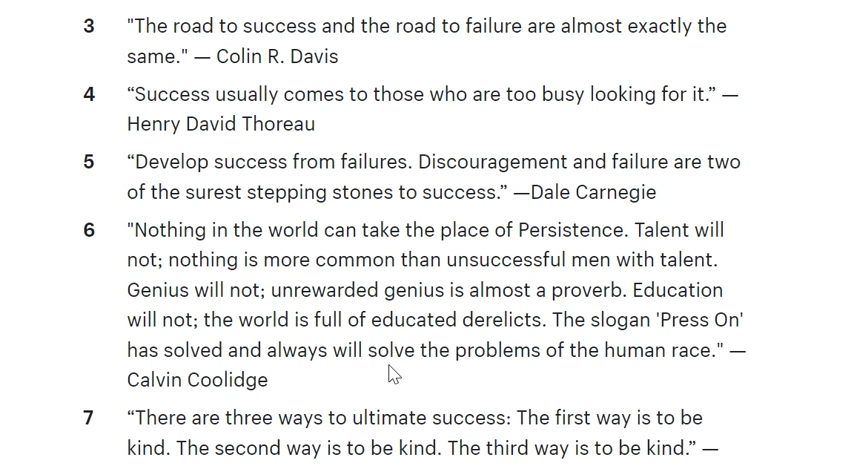 3 "The road to success and the road to failure are almost exactly the
same." — Colin R. Davis
4 “Success usually comes to those who are too busy looking for it.” —
Henry David Thoreau
5 “Develop success from failures. Discouragement and failure are two
of the surest stepping stones to success.” —Dale Carnegie
6 "Nothing in the world can take the place of Persistence. Talent will
not; nothing is more common than unsuccessful men with talent.
Genius will not; unrewarded genius is almost a proverb. Education
will not; the world is full of educated derelicts. The slogan 'Press On'
has solved and always will solve the problems of the human race." —
Calvin Coolidge
7 “There are three ways to ultimate success: The first way is to be
kind. The second way is to be kind. The third way is to be kind.” —